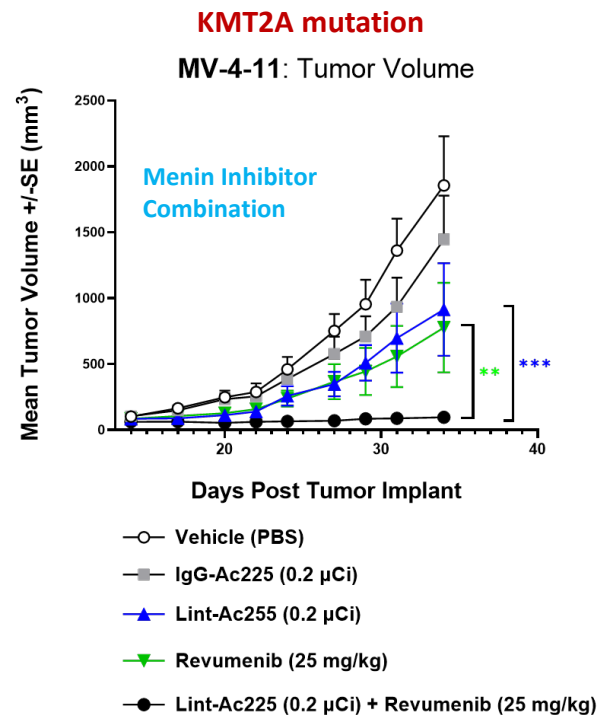 KMT2A mutation
MV-4-11: Tumor Volume
Mean Tumor Volume +/-SE (mm³)
2500
2000
1500
1000
500
0
Menin Inhibitor
Combination
**
***
20
30
40
Days Post Tumor Implant
Vehicle (PBS)
IgG-Ac225 (0.2 µCi)
Lint-Ac255 (0.2 µCi)
Revumenib (25 mg/kg)
Lint-Ac225 (0.2 µCi) + Revumenib (25 mg/kg)